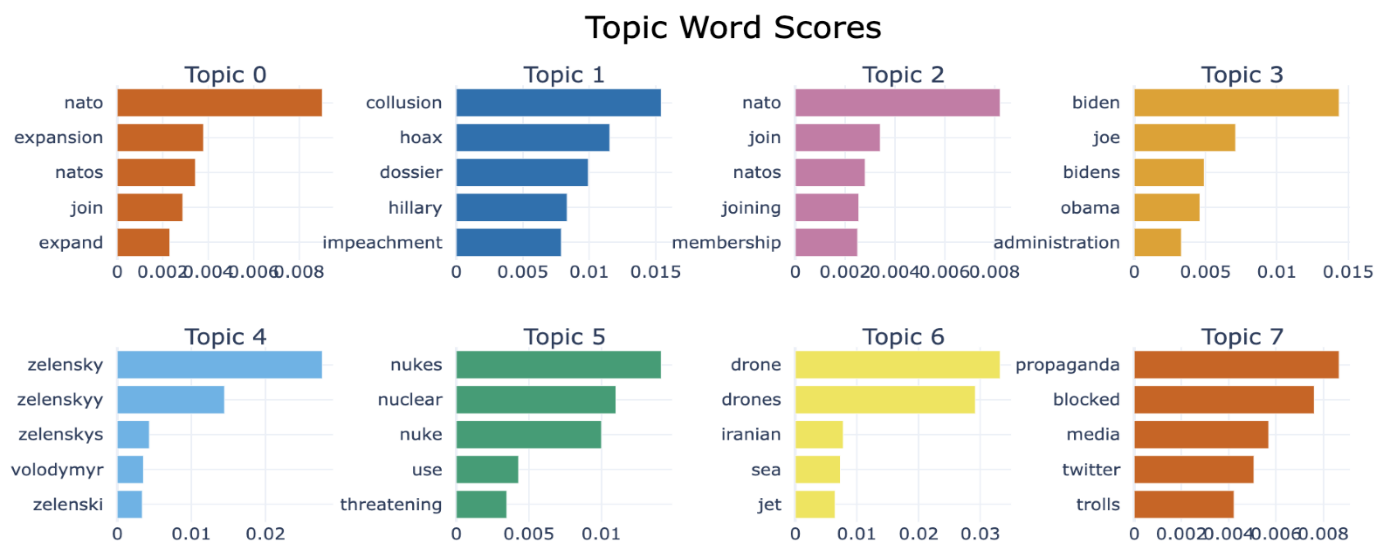 Topic Word Scores
Topic 0
nato
expansion
natos
join
expand
0 0.002 0.004 0.006 0.008
Topic 1
collusion
hoax
dossier
hillary
impeachment
0 0.005 0.01 0.015
Topic 2
nato
join
natos
joining
membership
0 0.002 0.004 0.006 0.008
Topic 3
biden
joe
bidens
obama
administration
0 0.005 0.01 0.015
Topic 4
zelensky
zelenskyy
zelenskys
volodymyr
zelenski
0 0.01 0.02
Topic 5
nukes
nuclear
nuke
use
threatening
0 0.005 0.01
Topic 6
drone
drones
iranian
sea
jet
0 0.01 0.02 0.03
Topic 7
propaganda
blocked
media
twitter
trolls
0 0.002 0.004 0.006 0.008